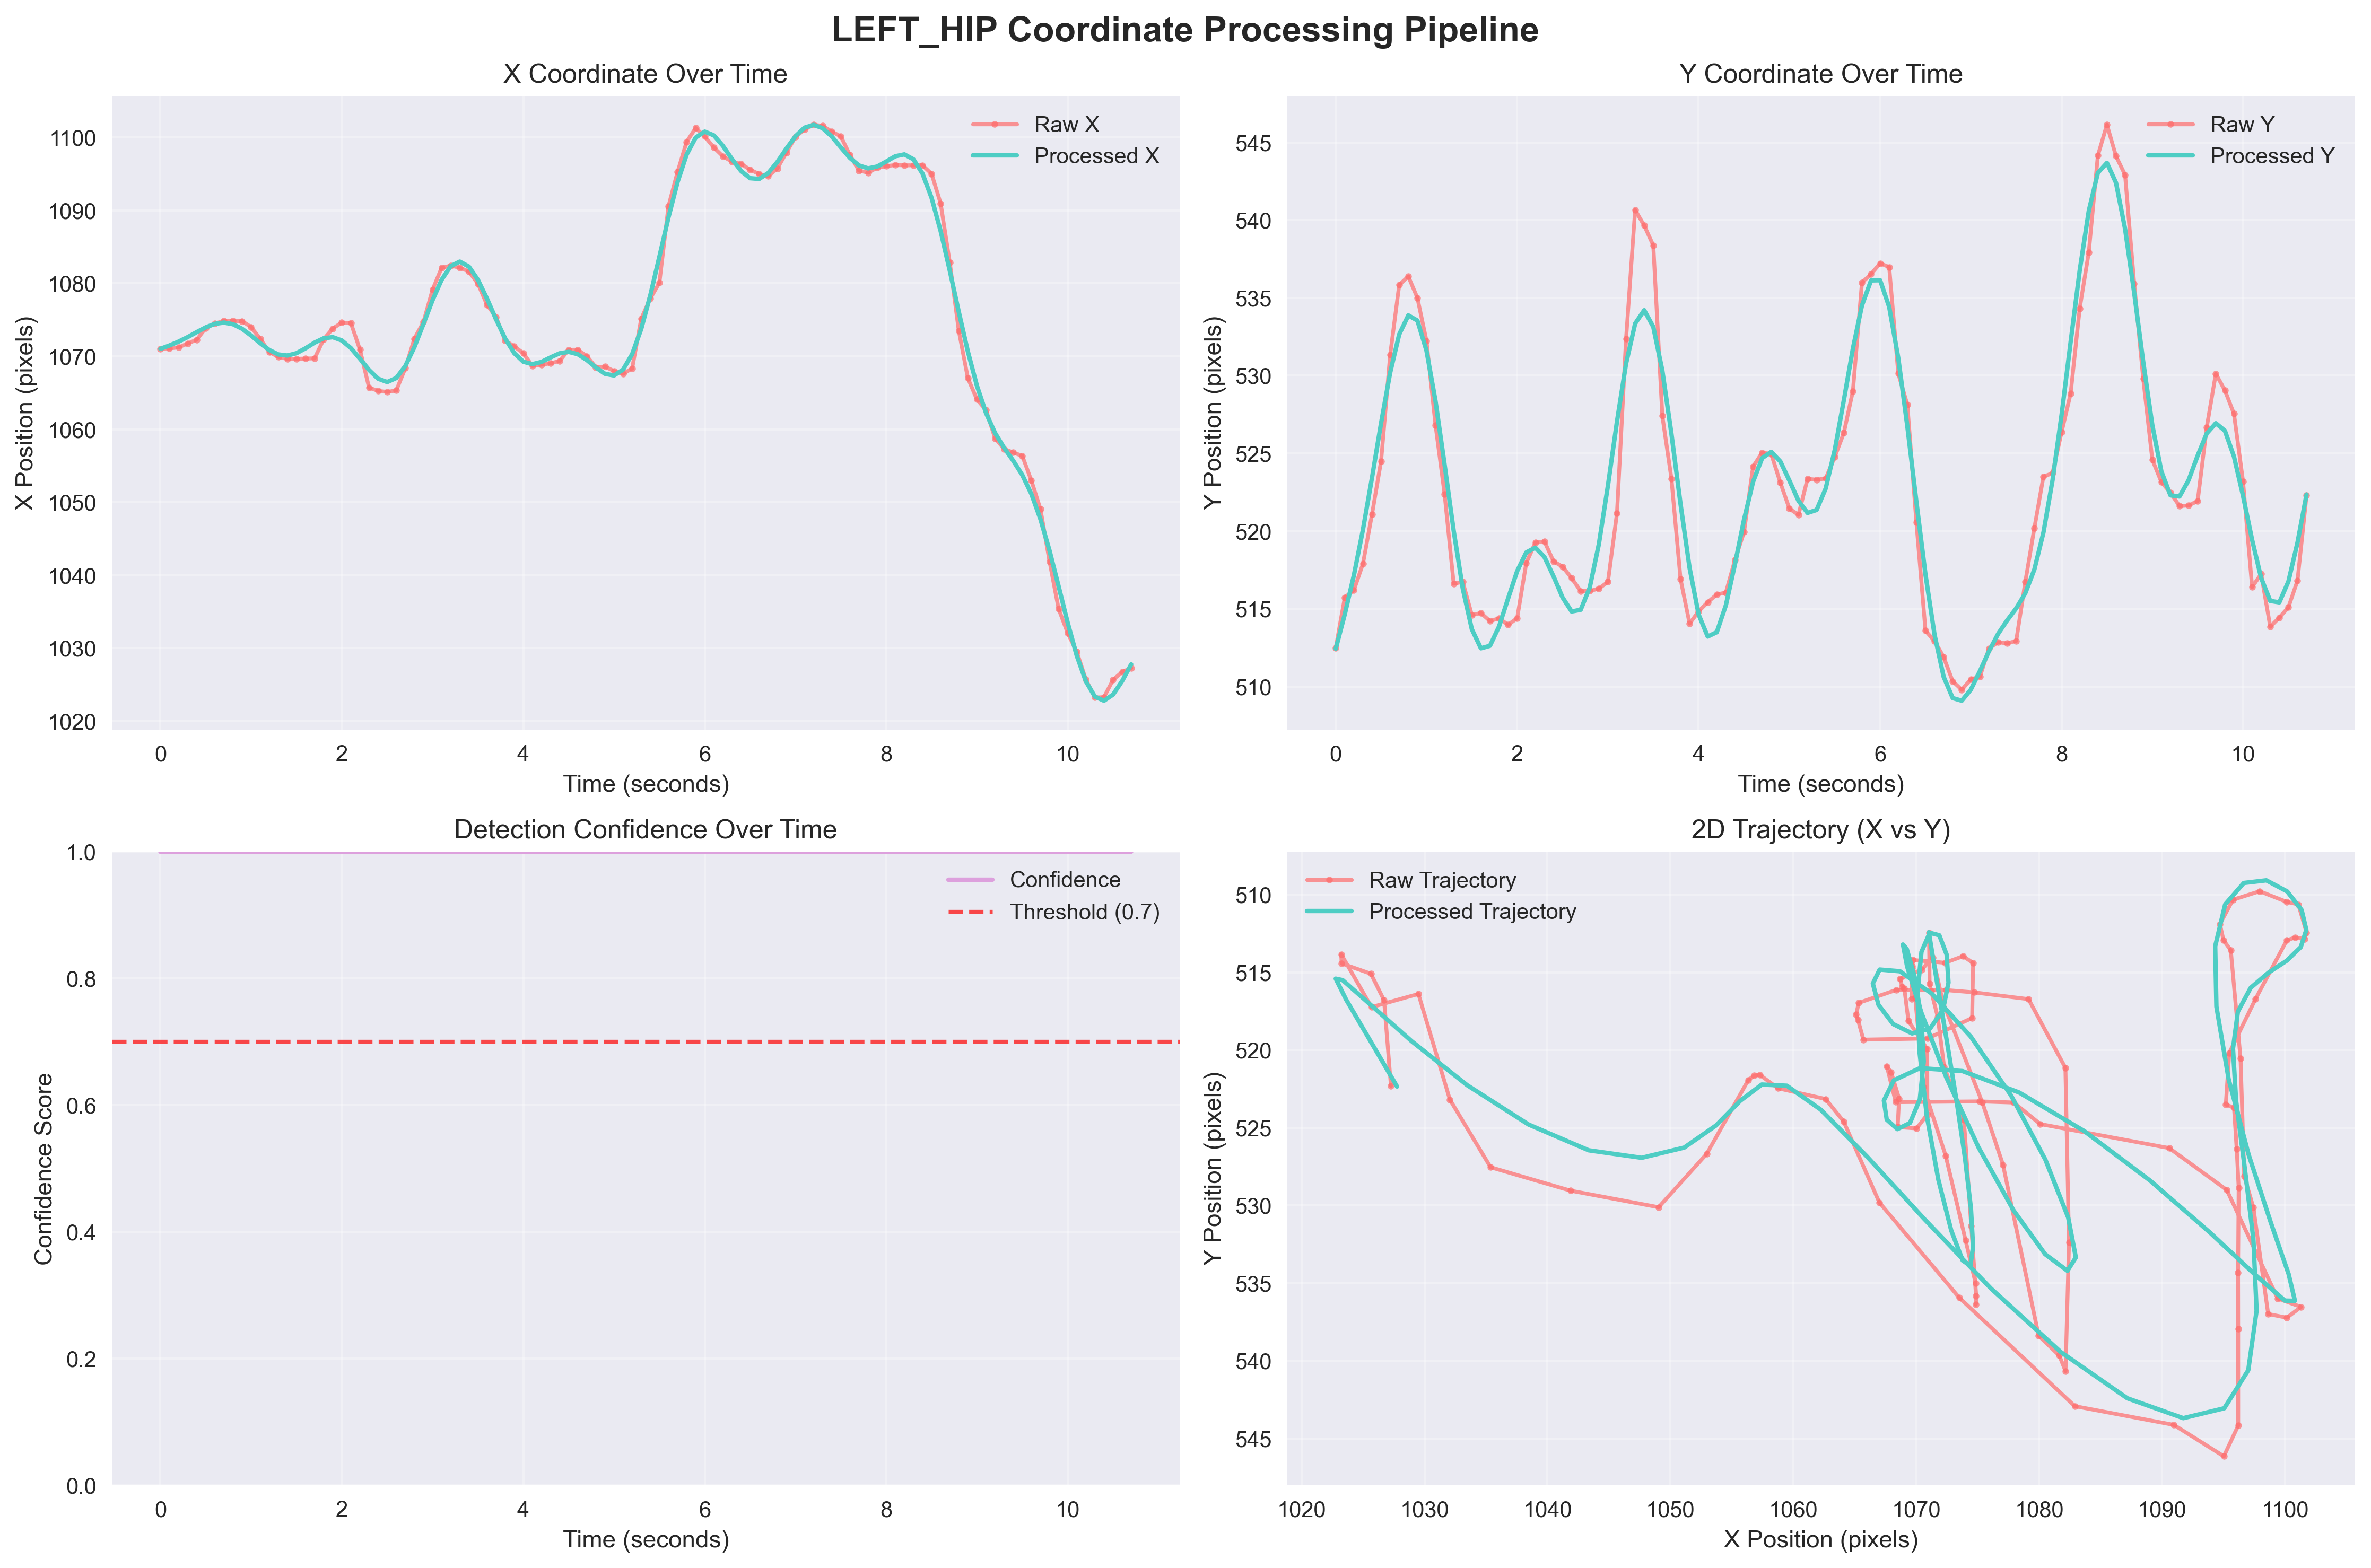 LEFT_HIP Coordinate Processing Pipeline
X Coordinate Over Time
Raw X
Processed X
X Position (pixels)
1100
1090
1080
1070
1060
1050
1040
1030
1020
0 2 4 6 8 10
Time (seconds)
Y Coordinate Over Time
Raw Y
Processed Y
Y Position (pixels)
545
540
535
530
525
520
515
510
0 2 4 6 8 10
Time (seconds)
Detection Confidence Over Time
Confidence
Threshold (0.7)
Confidence Score
1.0
0.8
0.6
0.4
0.2
0.0
0 2 4 6 8 10
Time (seconds)
2D Trajectory (X vs Y)
Raw Trajectory
Processed Trajectory
Y Position (pixels)
510
515
520
525
530
535
540
545
1020 1030 1040 1050 1060 1070 1080 1090 1100
X Position (pixels)